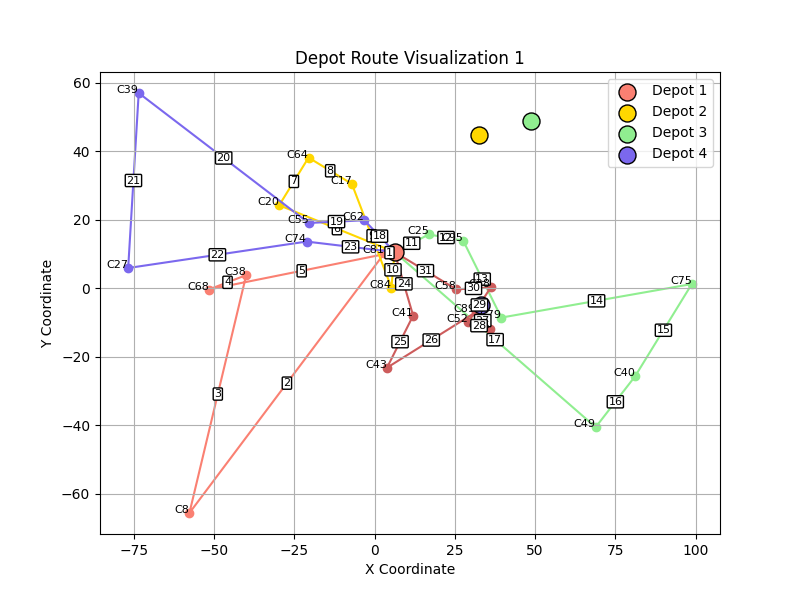 Depot Route Visualization 1
Depot 1
Depot 2
Depot 3
Depot 4
Y Coordinate
60
40
20
0
−20
−40
−60
−75
−50
−25
0
25
50
75
100
X Coordinate
C39
20
C64
8
21
7
C17
C20
C62
C55
19
18
C25
C74
11
23
C81
1
22
10
31
C27
5
C38
4
C68
C84
24
C58
30
13
C75
14
29
C41
C52
28
15
17
26
25
C43
C40
2
3
16
C49
C8